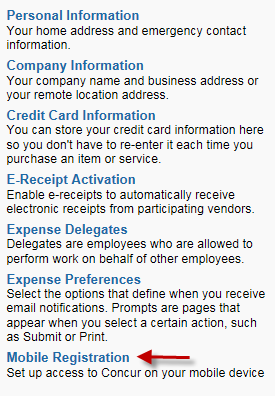 Personal Information
Your home address and emergency contact
information.
Company Information
Your company name and business address or
your remote location address.
Credit Card Information
You can store your credit card information here
so you don't have to re-enter it each time you
purchase an item or service.
E-Receipt Activation
Enable e-receipts to automatically receive
electronic receipts from participating vendors.
Expense Delegates
Delegates are employees who are allowed to
perform work on behalf of other employees.
Expense Preferences
Select the options that define when you receive
email notifications. Prompts are pages that
appear when you select a certain action, such
as Submit or Print.
Mobile Registration
Set up access to Concur on your mobile device